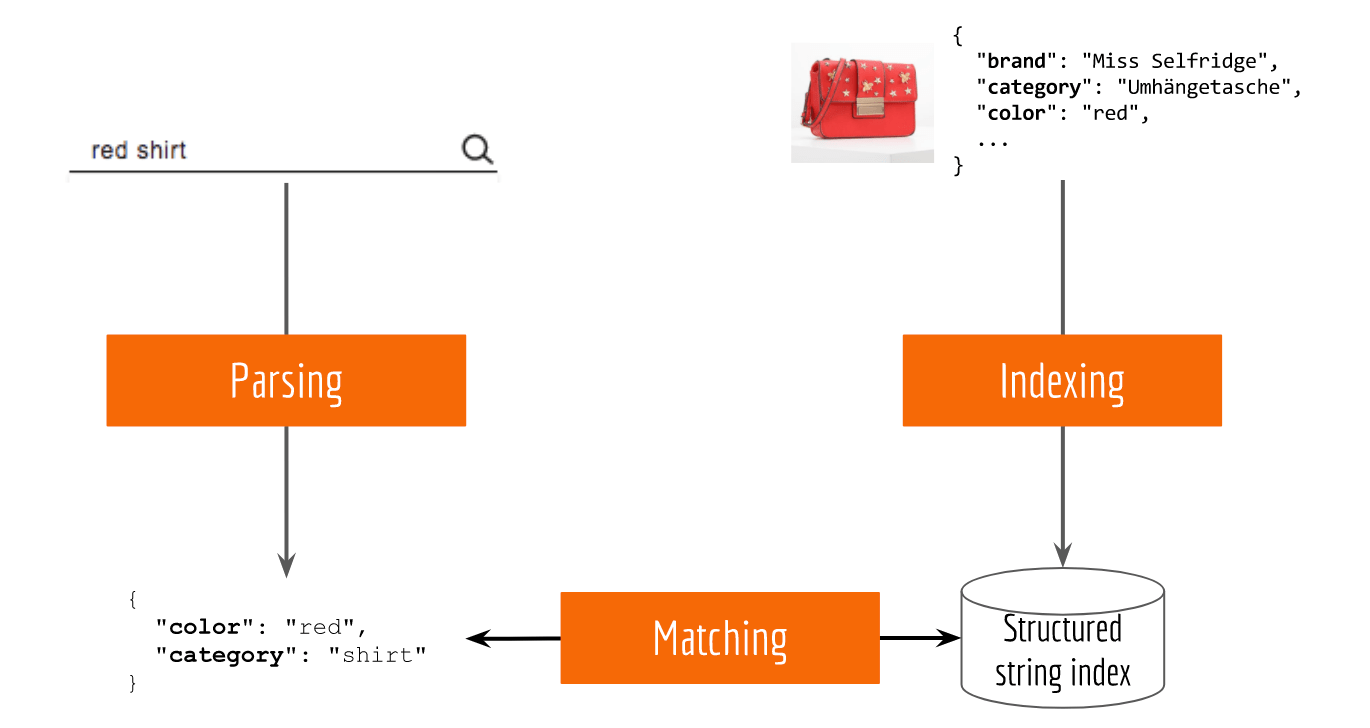 red shirt
{
"brand": "Miss Selfridge",
"category": "Umhängetasche",
"color": "red",
...
}
Parsing
Indexing
{
"color": "red",
"category": "shirt"
}
Matching
Structured
string index